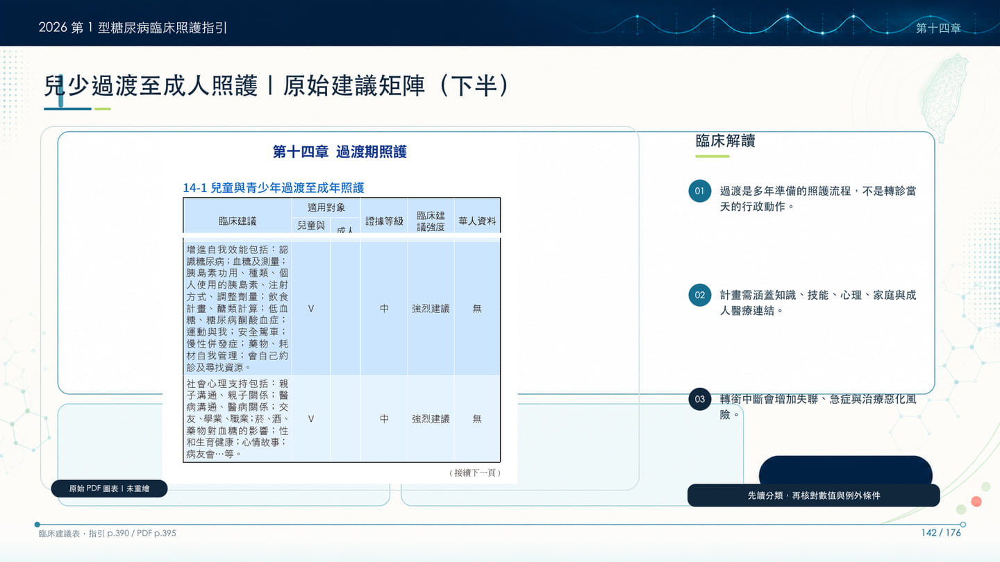 2026 第 1 型糖尿病臨床照護指引
第十四章
兒少過渡至成人照護｜原始建議矩陣（下半）
第十四章 過渡期照護
14-1 兒童與青少年過渡至成年照護
臨床建議
適用對象
兒童與
成人
證據等級
臨床建
議強度
華人資料
增進自我效能包括：認
識糖尿病；血糖及測量；
胰島素功用、種類、個
人使用的胰島素、注射
方式、調整劑量；飲食
計畫、醣類計算；低血
糖、糖尿病酮酸血症；
運動與我；安全駕車；
慢性併發症；藥物、耗
材自我管理；會自己約
診及尋找資源。
V
中
強烈建議
無
社會心理支持包括：親
子溝通、親子關係；醫
病溝通、醫病關係；交
友、學業、職業；菸、酒、
藥物對血糖的影響；性
和生育健康；心情故事；
病友會…等。
V
中
強烈建議
無
（接續下一頁）
原始 PDF 圖表｜未重繪
臨床解讀
01
過渡是多年準備的照護流程，不是轉診當
天的行政動作。
02
計畫需涵蓋知識、技能、心理、家庭與成
人醫療連結。
03
轉銜中斷會增加失聯、急症與治療惡化風
險。
先讀分類，再核對數值與例外條件
臨床建議表，指引 p.390 / PDF p.395
142 / 176